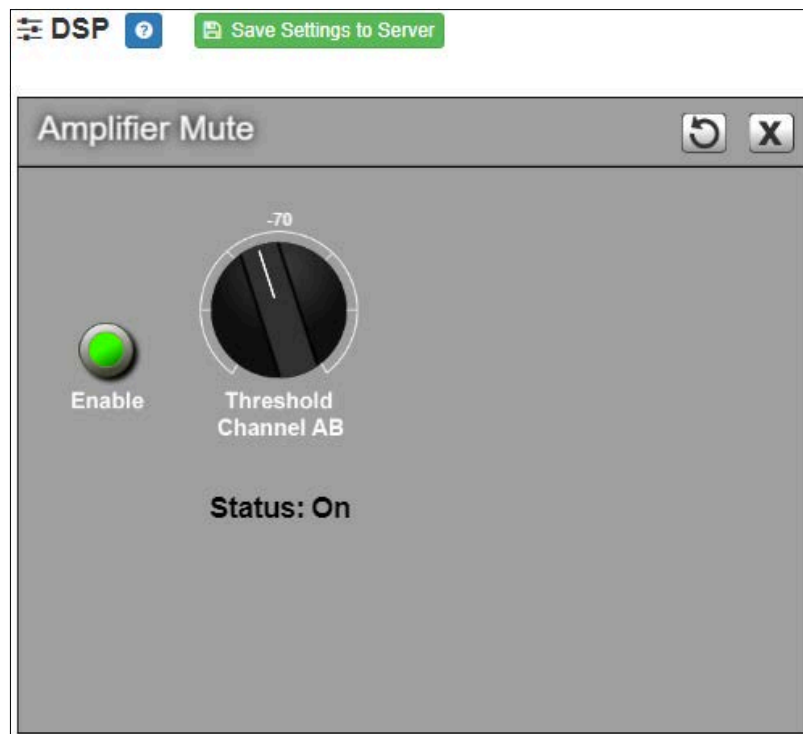 DSP ? Save Settings to Server
Amplifier Mute X
-70
Enable
Threshold
Channel AB
Status: On